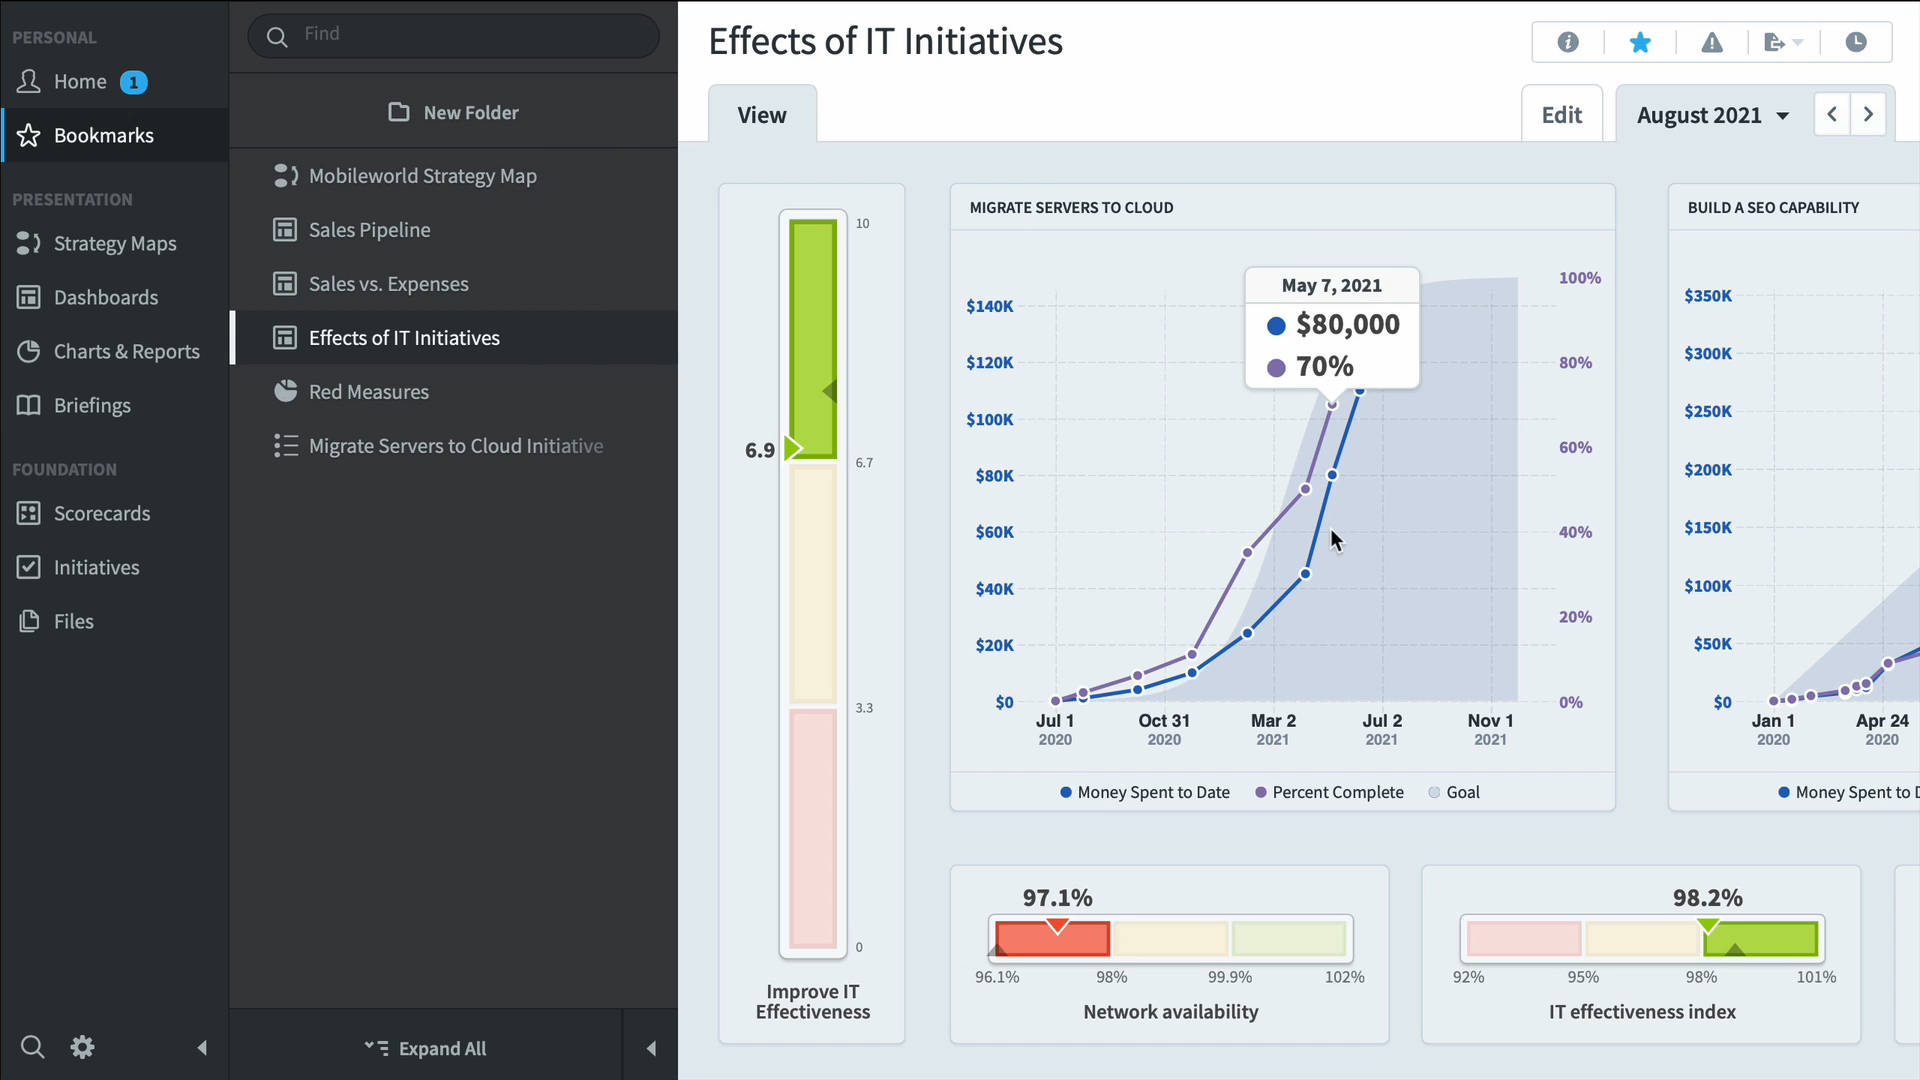 PERSONAL
Home 1
Bookmarks
PRESENTATION
Strategy Maps
Dashboards
Charts & Reports
Briefings
FOUNDATION
Scorecards
Initiatives
Files
Find
New Folder
Mobileworld Strategy Map
Sales Pipeline
Sales vs. Expenses
Effects of IT Initiatives
Red Measures
Migrate Servers to Cloud Initiative
Expand All
Effects of IT Initiatives
View
Edit
August 2021
10
6.9
6.7
3.3
0
Improve IT
Effectiveness
MIGRATE SERVERS TO CLOUD
May 7, 2021
$80,000
70%
$140K
$120K
$100K
$80K
$60K
$40K
$20K
$0
100%
80%
60%
40%
20%
0%
Jul 1 Oct 31 Mar 2 Jul 2 Nov 1
2020 2020 2021 2021 2021
Money Spent to Date Percent Complete Goal
BUILD A SEO CAPABILITY
$350K
$300K
$250K
$200K
$150K
$100K
$50K
$0
Jan 1 Apr 24
2020 2020
Money Spent to D
97.1%
96.1% 98% 99.9% 102%
Network availability
98.2%
92% 95% 98% 101%
IT effectiveness index